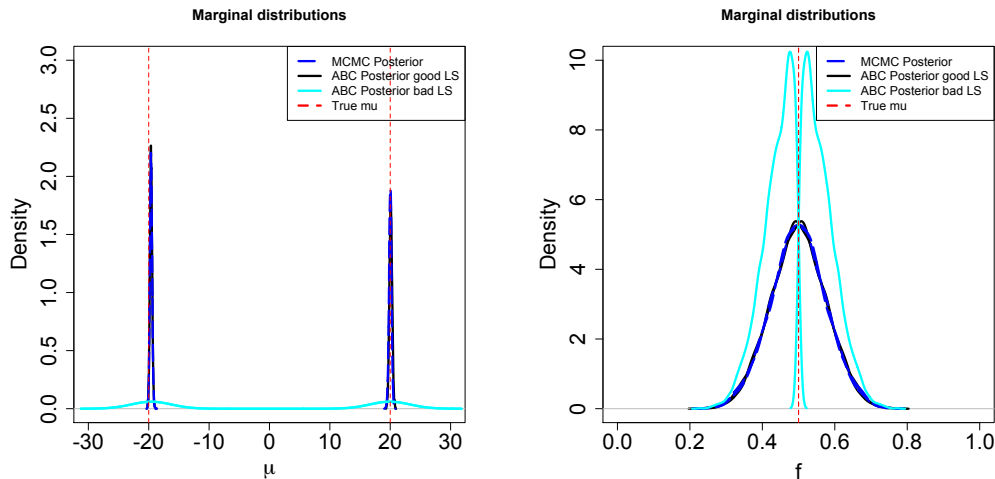 Marginal distributions
MCMC Posterior
ABC Posterior good LS
ABC Posterior bad LS
True mu
Density
0.0 0.5 1.0 1.5 2.0 2.5 3.0
-30 -20 -10 0 10 20 30
μ
Marginal distributions
MCMC Posterior
ABC Posterior good LS
ABC Posterior bad LS
True mu
Density
0 2 4 6 8 10
0.0 0.2 0.4 0.6 0.8 1.0
f